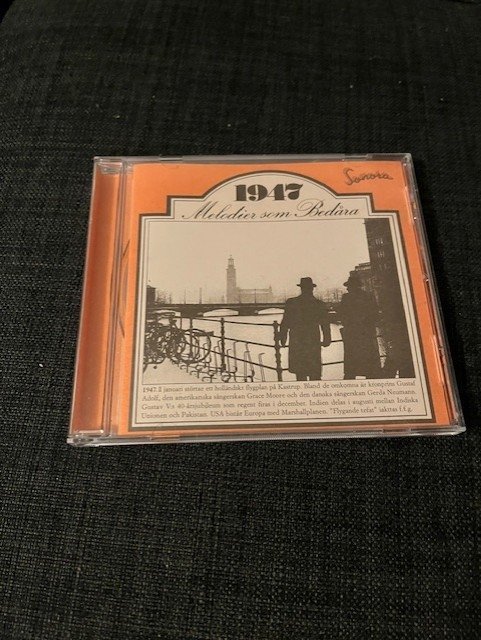 1947
Sonora
Melodier som Bedåra
1947. I januari störtar ett holländskt flygplan på Kastrup. Bland de omkomna är kronprins Gustaf
Adolf, den amerikanska sångerskan Grace Moore och den danska sångerskan Gerda Neumann.
Gustav V:s 40-årsjubileum som regent firas i december. Indien delas i augusti mellan Indiska
Unionen och Pakistan. USA bistår Europa med Marshallplanen. "Flygande tefat" iakttas f.f.g.